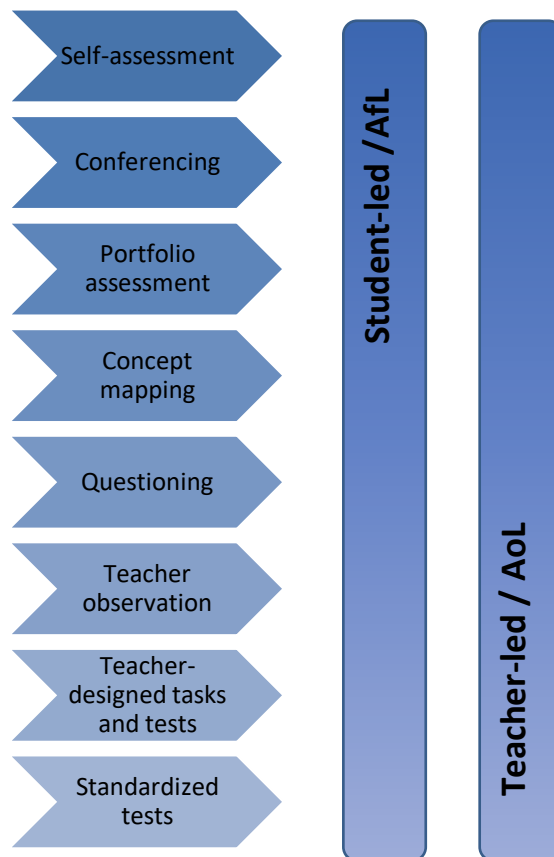 Self-assessment
Conferencing
Portfolio
assessment
Concept
mapping
Questioning
Teacher
observation
Teacher-
designed tasks
and tests
Standardized
tests
Student-led /AfL
Teacher-led / AoL